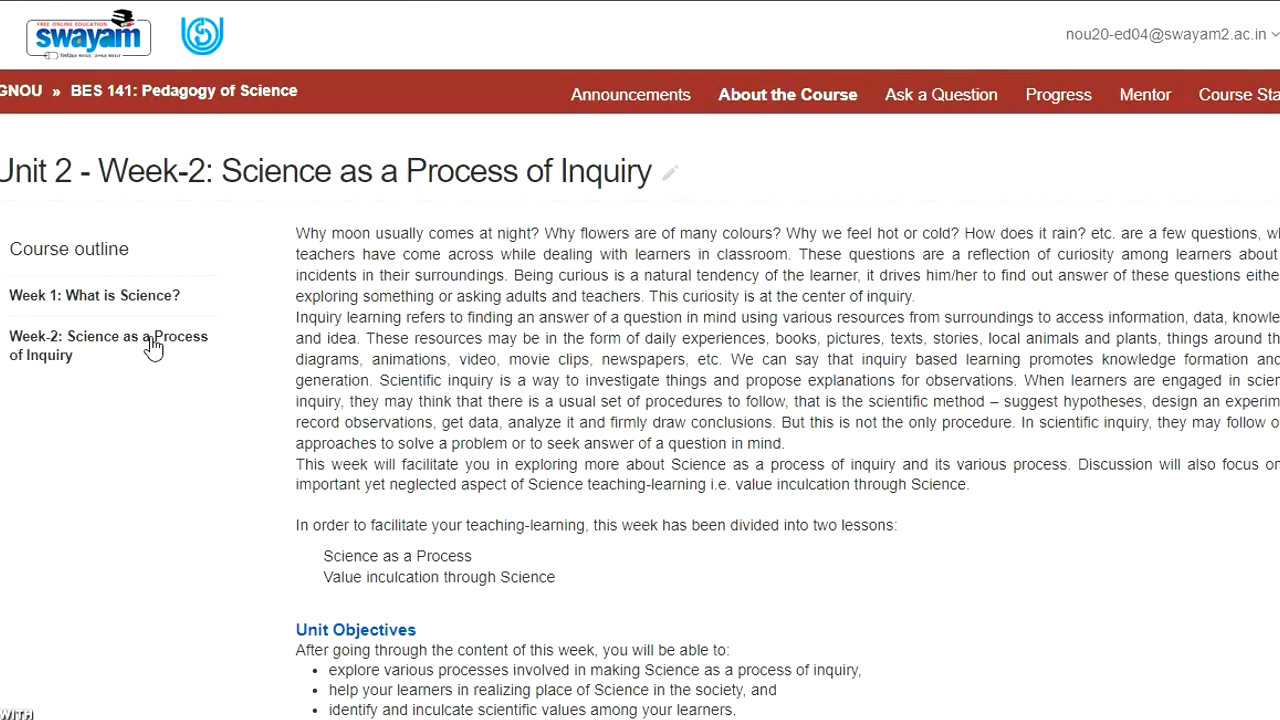 FREE ONLINE EDUCATION
swayam
nou20-ed04@swayam2.ac.in
GNOU » BES 141: Pedagogy of Science
Announcements About the Course Ask a Question Progress Mentor Course Sta
Unit 2 - Week-2: Science as a Process of Inquiry
Course outline
Week 1: What is Science?
Week-2: Science as a Process
of Inquiry
Why moon usually comes at night? Why flowers are of many colours? Why we feel hot or cold? How does it rain? etc. are a few questions, wh
teachers have come across while dealing with learners in classroom. These questions are a reflection of curiosity among learners about
incidents in their surroundings. Being curious is a natural tendency of the learner, it drives him/her to find out answer of these questions eithe
exploring something or asking adults and teachers. This curiosity is at the center of inquiry.
Inquiry learning refers to finding an answer of a question in mind using various resources from surroundings to access information, data, knowle
and idea. These resources may be in the form of daily experiences, books, pictures, texts, stories, local animals and plants, things around th
diagrams, animations, video, movie clips, newspapers, etc. We can say that inquiry based learning promotes knowledge formation and
generation. Scientific inquiry is a way to investigate things and propose explanations for observations. When learners are engaged in scien
inquiry, they may think that there is a usual set of procedures to follow, that is the scientific method – suggest hypotheses, design an experim
record observations, get data, analyze it and firmly draw conclusions. But this is not the only procedure. In scientific inquiry, they may follow o
approaches to solve a problem or to seek answer of a question in mind.
This week will facilitate you in exploring more about Science as a process of inquiry and its various process. Discussion will also focus on
important yet neglected aspect of Science teaching-learning i.e. value inculcation through Science.
In order to facilitate your teaching-learning, this week has been divided into two lessons:
Science as a Process
Value inculcation through Science
Unit Objectives
After going through the content of this week, you will be able to:
• explore various processes involved in making Science as a process of inquiry,
• help your learners in realizing place of Science in the society, and
• identify and incuicate scientific values among your learners.
WITH